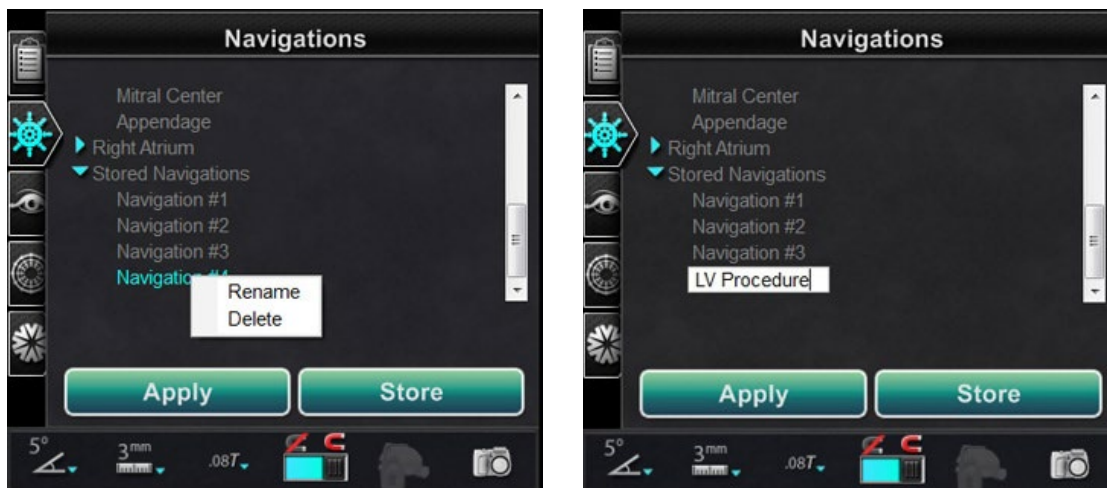 Navigations
Mitral Center
Appendage
Right Atrium
Stored Navigations
Navigation #1
Navigation #2
Navigation #3
Navigation #4
Rename
Delete
Apply
Store
5°
3mm
.08T
Navigations
Mitral Center
Appendage
Right Atrium
Stored Navigations
Navigation #1
Navigation #2
Navigation #3
LV Procedure
Apply
Store
5°
3mm
.08T